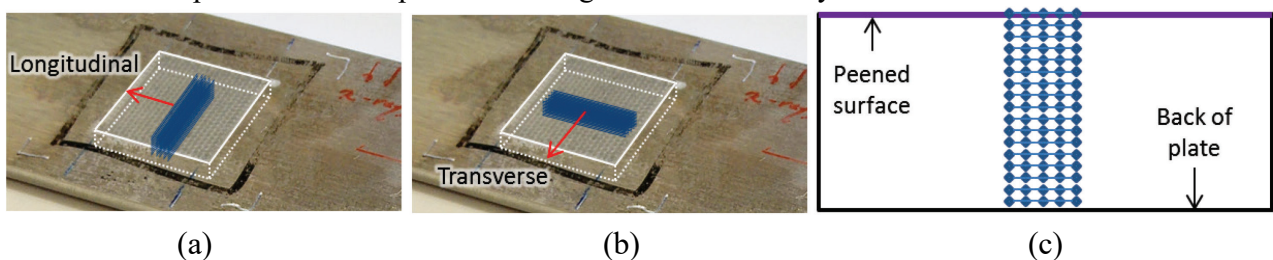 Longitudinal
Transverse
Peened
surface
Back of
plate
(a)
(b)
(c)